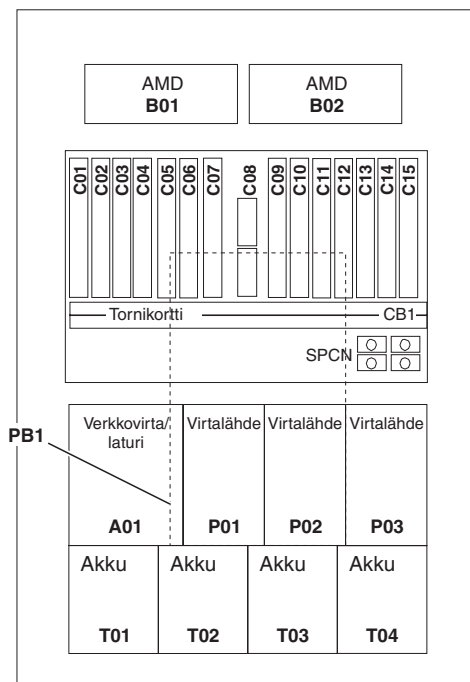 AMD AMD
B01 B02
C01 C02 C03 C04 C05 C06 C07 C08 C09 C10 C11 C12 C13 C14 C15
Tornikortti CB1
SPCN
PB1
Verkkovirta/ Virtalähde Virtalähde Virtalähde
laturi
A01 P01 P02 P03
Akku Akku Akku Akku
T01 T02 T03 T04